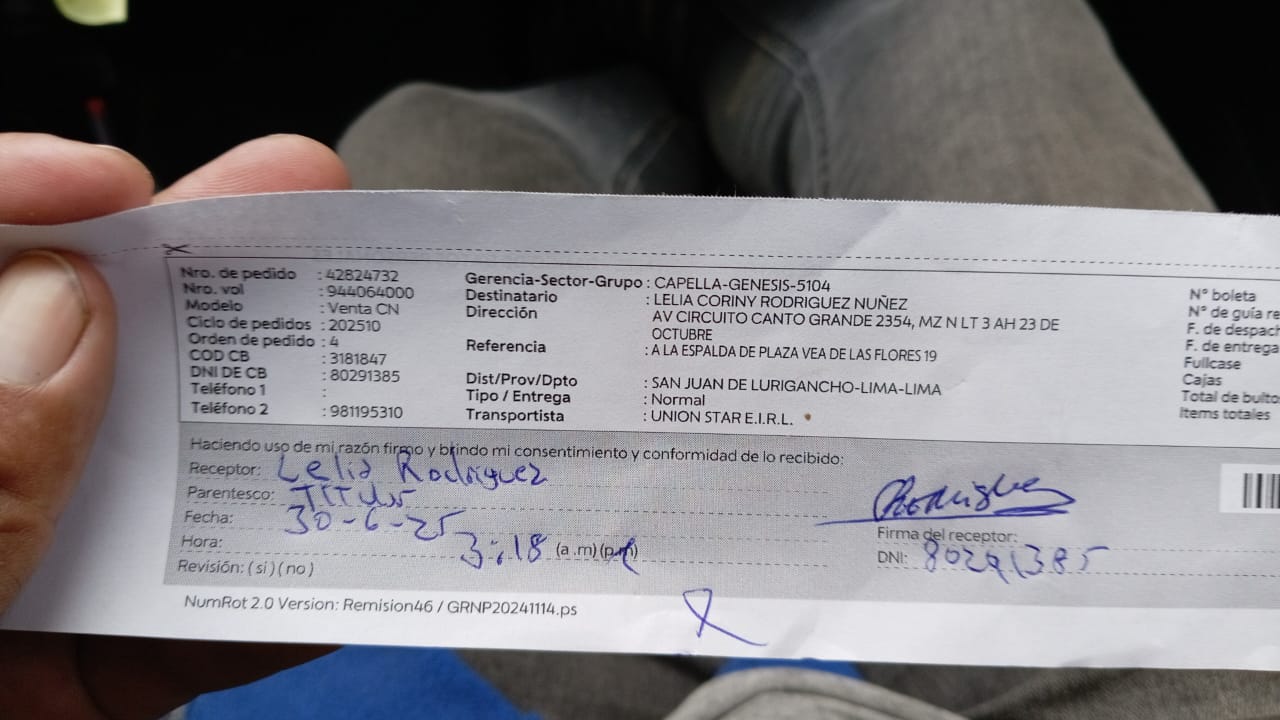 Nro. de pedido : 42824732
Nro. vol : 944064000
Modelo : Venta CN
Ciclo de pedidos : 202510
Orden de pedido : 4
COD CB : 3181847
DNI DE CB : 80291385
Teléfono 1 :
Teléfono 2 : 981195310
Gerencia-Sector-Grupo : CAPELLA-GENESIS-5104
Destinatario : LELIA CORINY RODRIGUEZ NUÑEZ
Dirección : AV CIRCUITO CANTO GRANDE 2354, MZ N LT 3 AH 23 DE
OCTUBRE
Referencia : A LA ESPALDA DE PLAZA VEA DE LAS FLORES 19
Dist/Prov/Dpto : SAN JUAN DE LURIGANCHO-LIMA-LIMA
Tipo / Entrega : Normal
Transportista : UNION STAR E.I.R.L.
N° boleta
N° de guía re
F. de despach
F. de entrega
Fullcase
Cajas
Total de bulto
Items totales
Haciendo uso de mi razón firmo y brindo mi consentimiento y conformidad de lo recibido:
Receptor: Lelia Rodriguez
Parentesco: Titular
Fecha: 30-6-25
Hora: 3:18 (a.m)(p.m)
Revisión: (si)(no)
Rodriguez
Firma del receptor:
DNI: 80291385
NumRot 2.0 Version: Remision46 / GRNP20241114.ps